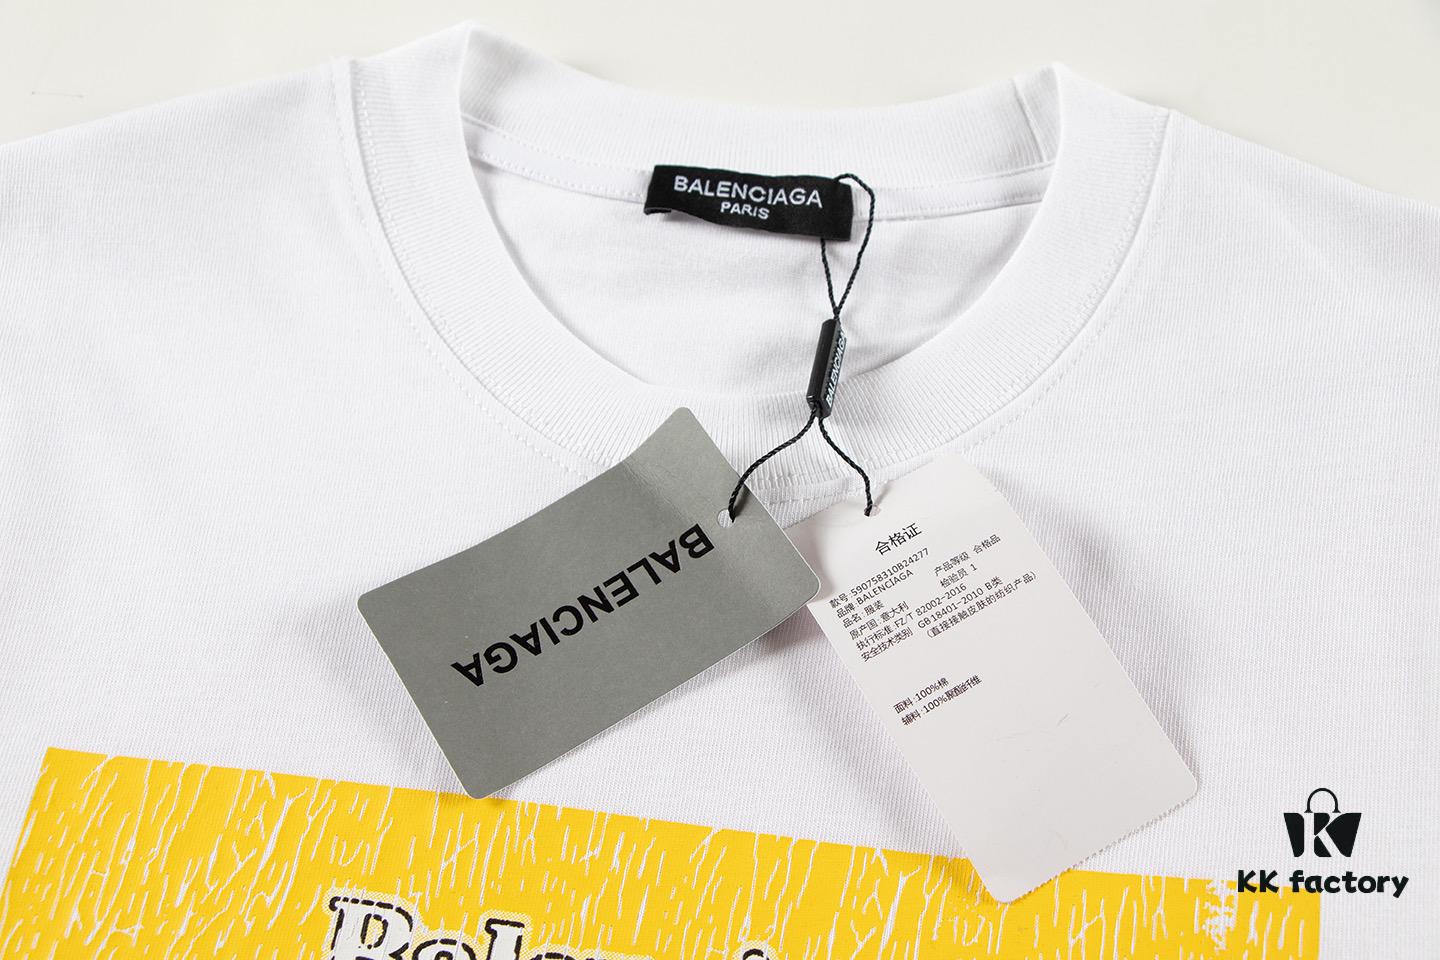 BALENCIAGA
PARIS
BALENCIAGA
BALENCIAGA
合格证
款号:S90758310B24277
品牌:BALENCIAGA 产品等级 合格品
品名:服装 检验员 1
原产国:意大利
执行标准:FZ/T 82002-2016
安全技术类别 GB18401-2010 B类
(直接接触皮肤的纺织产品)
面料:100%棉
辅料:100%聚酯纤维
KK factory